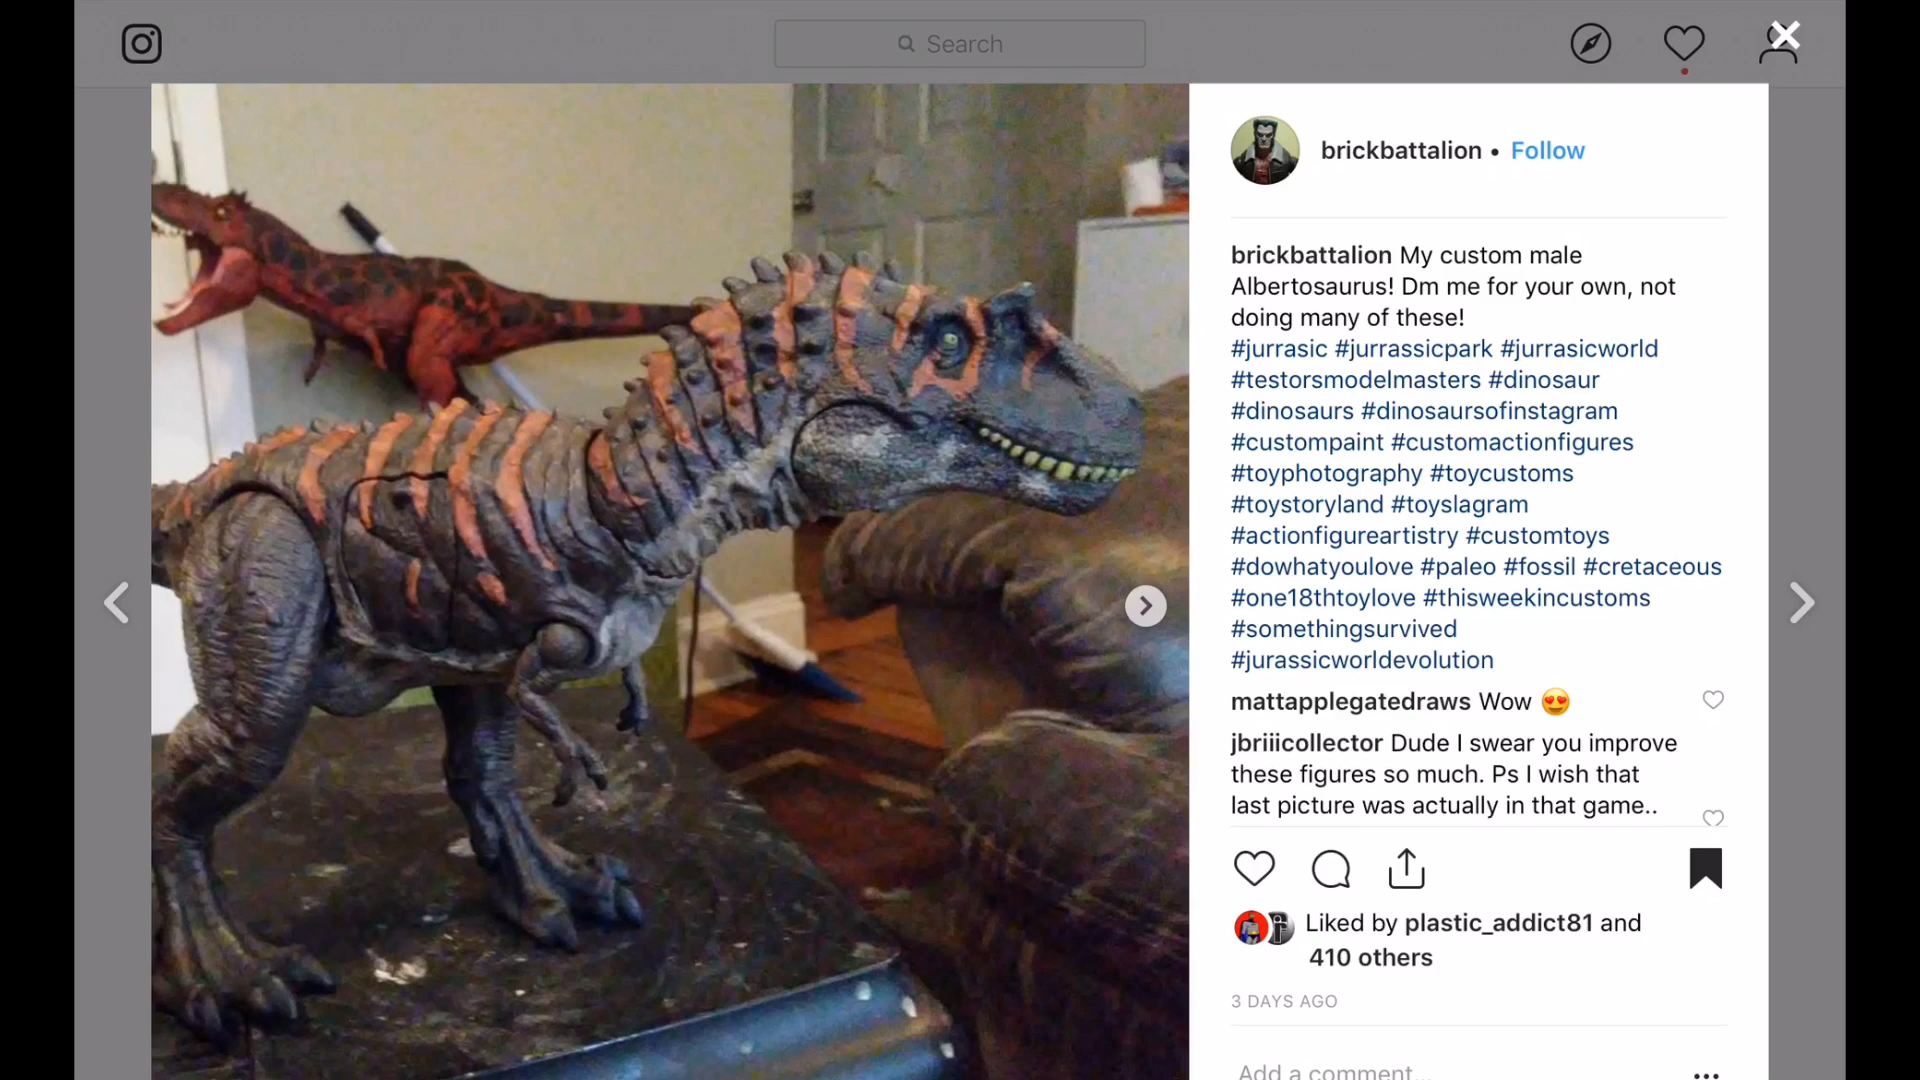 Search
brickbattalion • Follow
brickbattalion My custom male
Albertosaurus! Dm me for your own, not
doing many of these!
#jurrasic #jurrassicpark #jurrasicworld
#testorsmodelmasters #dinosaur
#dinosaurs #dinosaursofinstagram
#custompaint #customactionfigures
#toyphotography #toycustoms
#toystoryland #toyslagram
#actionfigureartistry #customtoys
#dowhatyoulove #paleo #fossil #cretaceous
#one18thtoylove #thisweekincustoms
#somethingsurvived
#jurassicworldevolution
mattapplegatedraws Wow 😍
jbriiicollector Dude I swear you improve
these figures so much. Ps I wish that
last picture was actually in that game..
Liked by plastic_addict81 and
410 others
3 DAYS AGO
Add a comment...